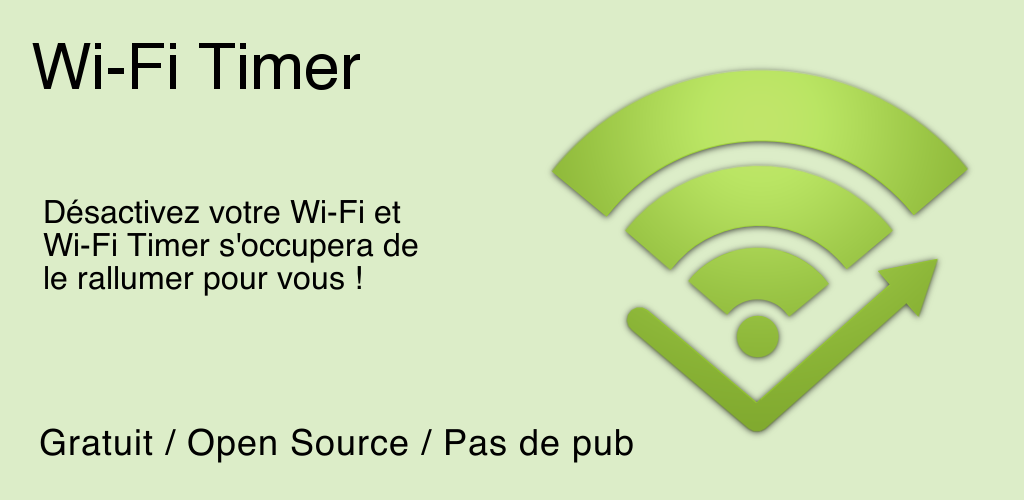 Wi-Fi Timer
Désactivez votre Wi-Fi et
Wi-Fi Timer s'occupera de
le rallumer pour vous !
Gratuit / Open Source / Pas de pub